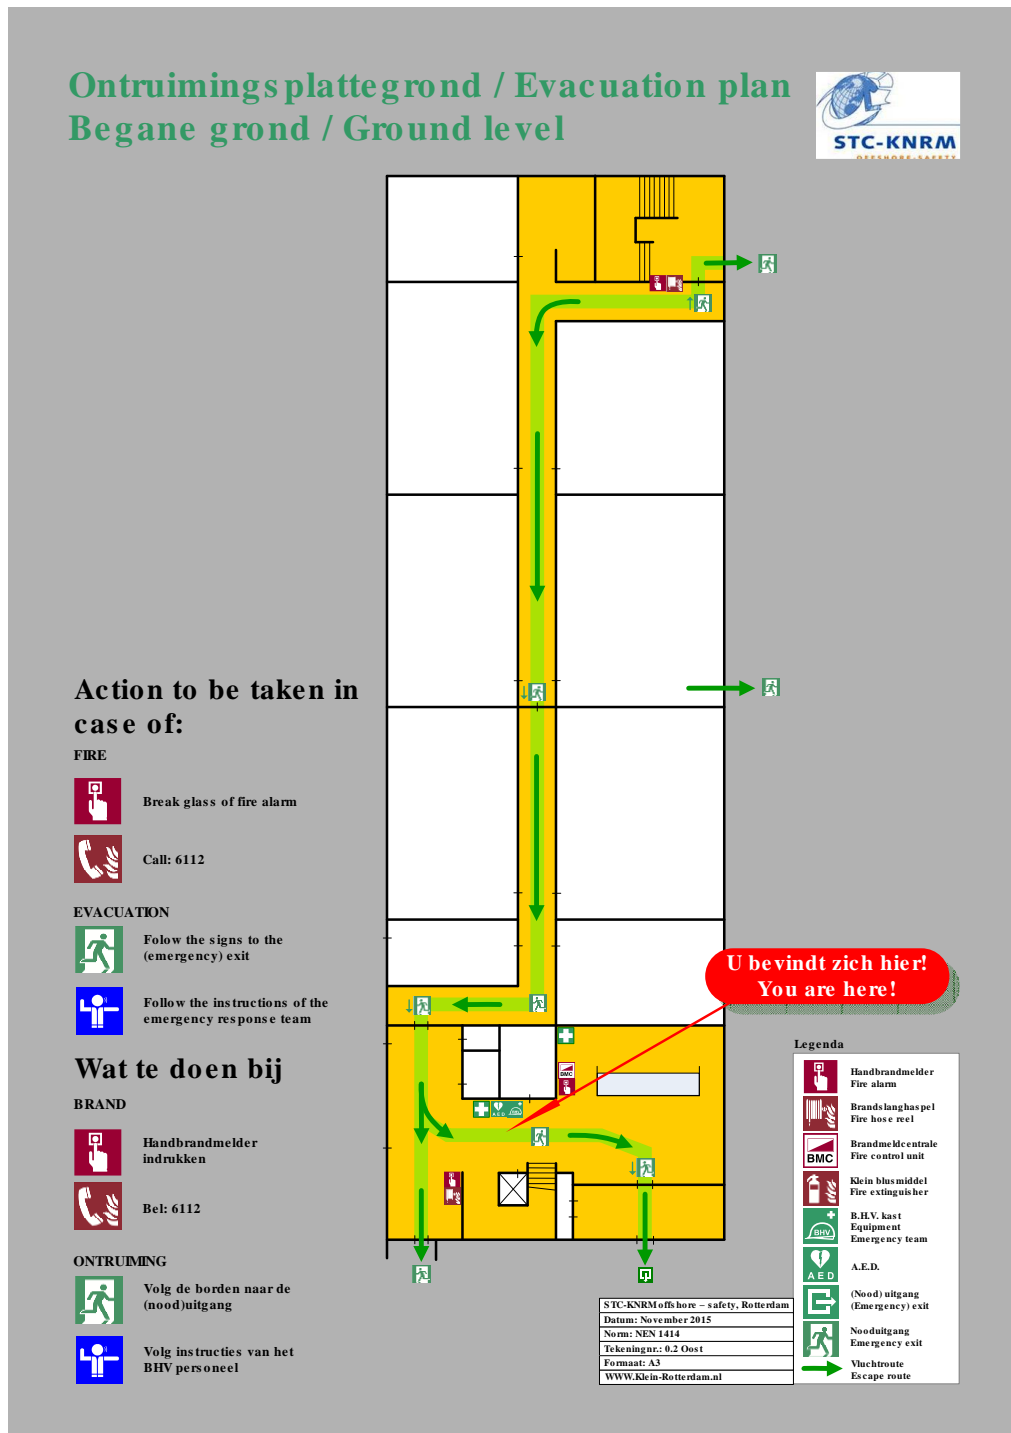 Ontruimingsplattegrond / Evacuation plan
Begane grond / Ground level
STC-KNRM
OFFSHORE-SAFETY
Action to be taken in
case of:
FIRE
Break glass of fire alarm
Call: 6112
EVACUATION
Folow the signs to the
(emergency) exit
Follow the instructions of the
emergency response team
Wat te doen bij
BRAND
Handbrandmelder
indrukken
Bel: 6112
ONTRUIMING
Volg de borden naar de
(nood)uitgang
Volg instructies van het
BHV personeel
U bevindt zich hier!
You are here!
BMC
AED
BHV
Legenda
Handbrandmelder
Fire alarm
Brandslanghaspel
Fire hose reel
BMC
Brandmeldcentrale
Fire control unit
Klein blusmiddel
Fire extinguisher
BHV
B.H.V. kast
Equipment
Emergency team
AED
A.E.D.
(Nood) uitgang
(Emergency) exit
Nooduitgang
Emergency exit
Vluchtroute
Escape route
STC-KNRM offshore – safety, Rotterdam
Datum: November 2015
Norm: NEN 1414
Tekeningnr.: 0.2 Oost
Formaat: A3
WWW.Klein-Rotterdam.nl